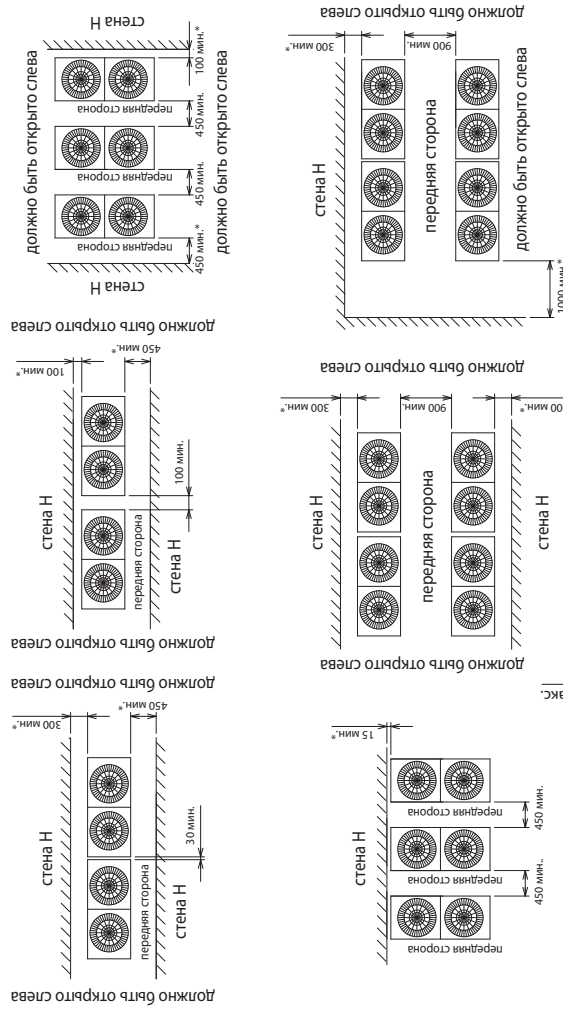 стена H
должно быть открыто слева
100 мин.*
передняя сторона
450 мин.
передняя сторона
450 мин.
передняя сторона
450 мин.*
должно быть открыто слева
стена H
должно быть открыто слева
100 мин.*
450 мин.*
стена H
100 мин.
передняя сторона
стена H
должно быть открыто слева
должно быть открыто слева
300 мин.*
450 мин.*
стена H
30 мин.
передняя сторона
стена H
должно быть открыто слева
должно быть открыто слева
300 мин.*
900 мин.
стена H
передняя сторона
должно быть открыто слева
1000 мин.*
должно быть открыто слева
300 мин.*
900 мин.
00 мин.*
стена H
передняя сторона
стена H
должно быть открыто слева
акс.
15 мин.*
стена H
передняя сторона
450 мин.
передняя сторона
450 мин..
передняя сторона